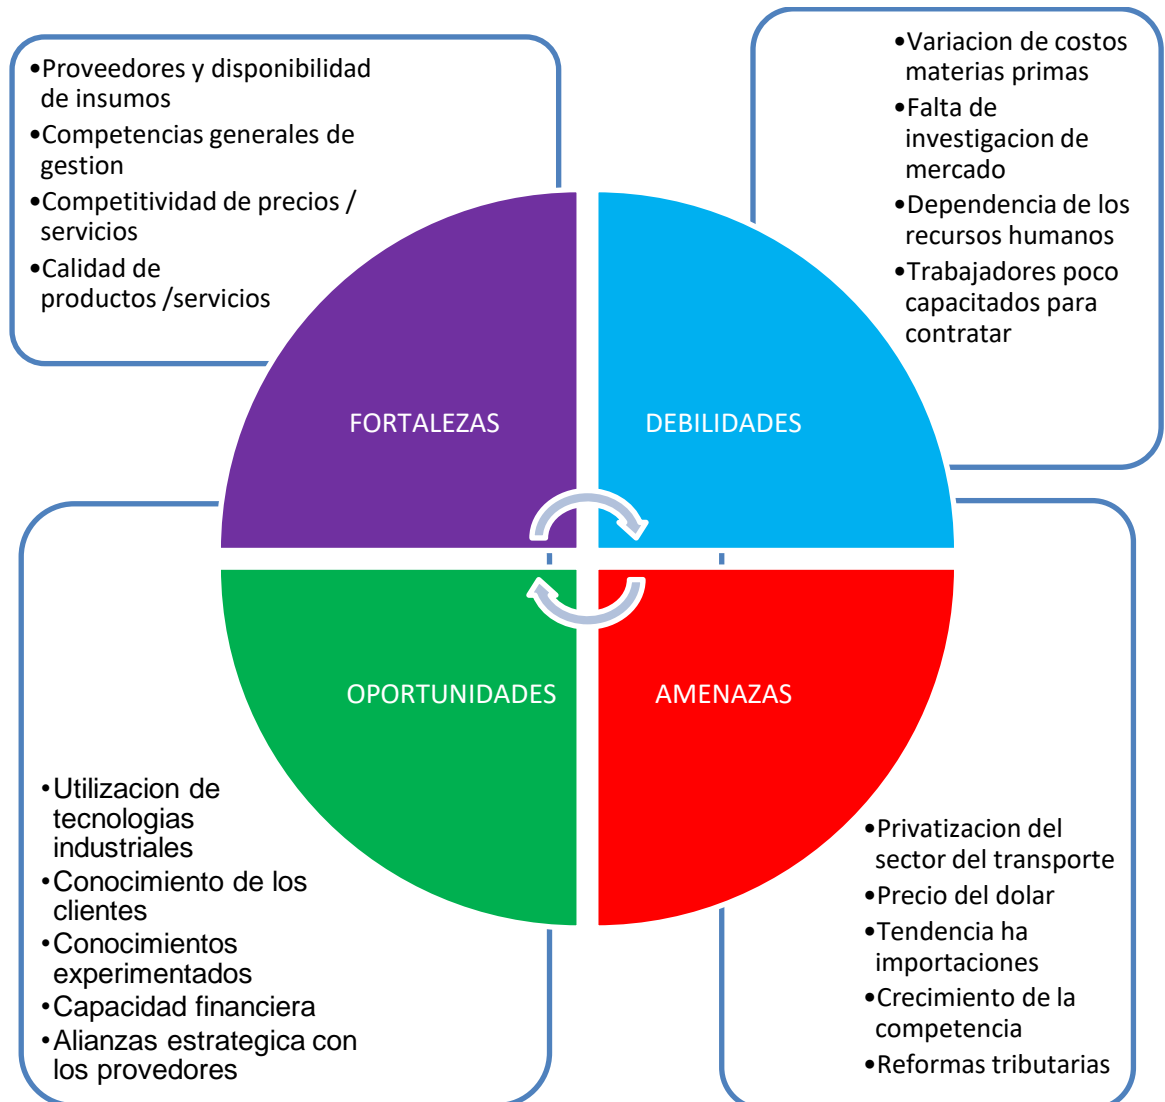 •Proveedores y disponibilidad
de insumos
•Competencias generales de
gestion
•Competitividad de precios /
servicios
•Calidad de
productos /servicios
•Variacion de costos
materias primas
•Falta de
investigacion de
mercado
•Dependencia de los
recursos humanos
•Trabajadores poco
capacitados para
contratar
FORTALEZAS
DEBILIDADES
OPORTUNIDADES
AMENAZAS
•Utilizacion de
tecnologias
industriales
•Conocimiento de los
clientes
•Conocimientos
experimentados
•Capacidad financiera
•Alianzas estrategica con
los provedores
•Privatizacion del
sector del transporte
•Precio del dolar
•Tendencia ha
importaciones
•Crecimiento de la
competencia
•Reformas tributarias